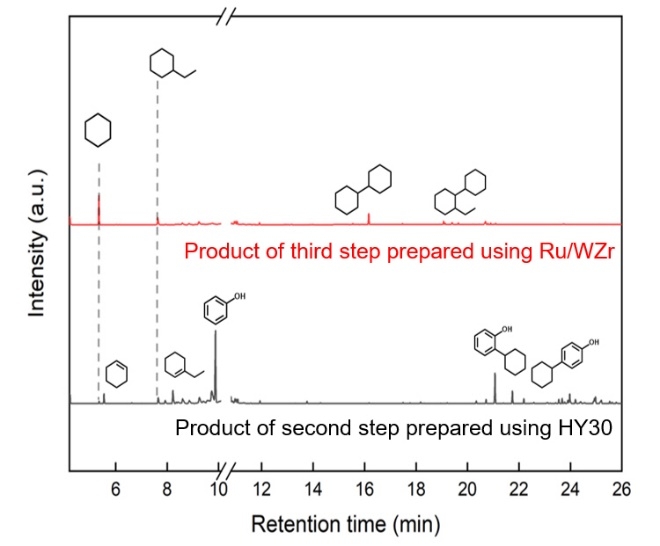 Intensity (a.u.)
Product of third step prepared using Ru/WZr
OH
OH
OH
Product of second step prepared using HY30
6 8 10 12 14 16 18 20 22 24 26
Retention time (min)